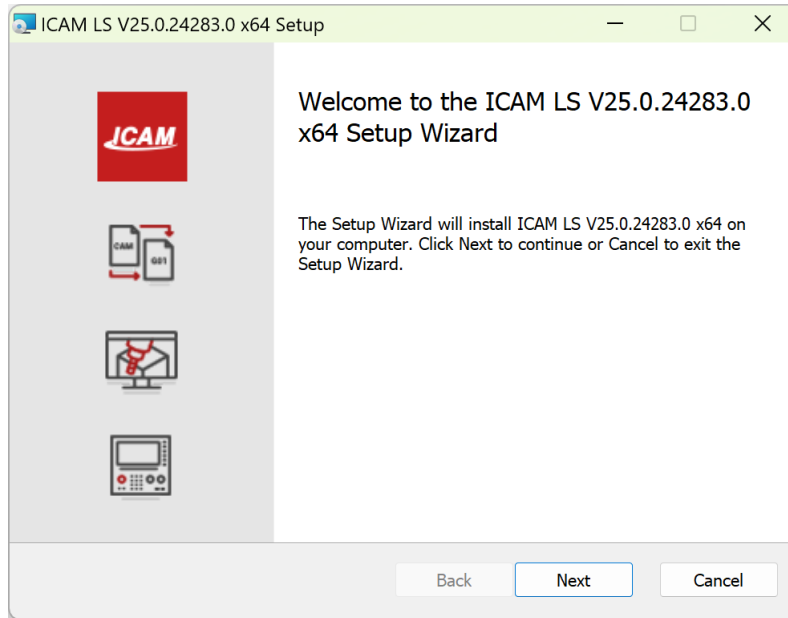 ICAM LS V25.0.24283.0 x64 Setup
ICAM
Welcome to the ICAM LS V25.0.24283.0
x64 Setup Wizard
CAM
G01
The Setup Wizard will install ICAM LS V25.0.24283.0 x64 on
your computer. Click Next to continue or Cancel to exit the
Setup Wizard.
Back
Next
Cancel